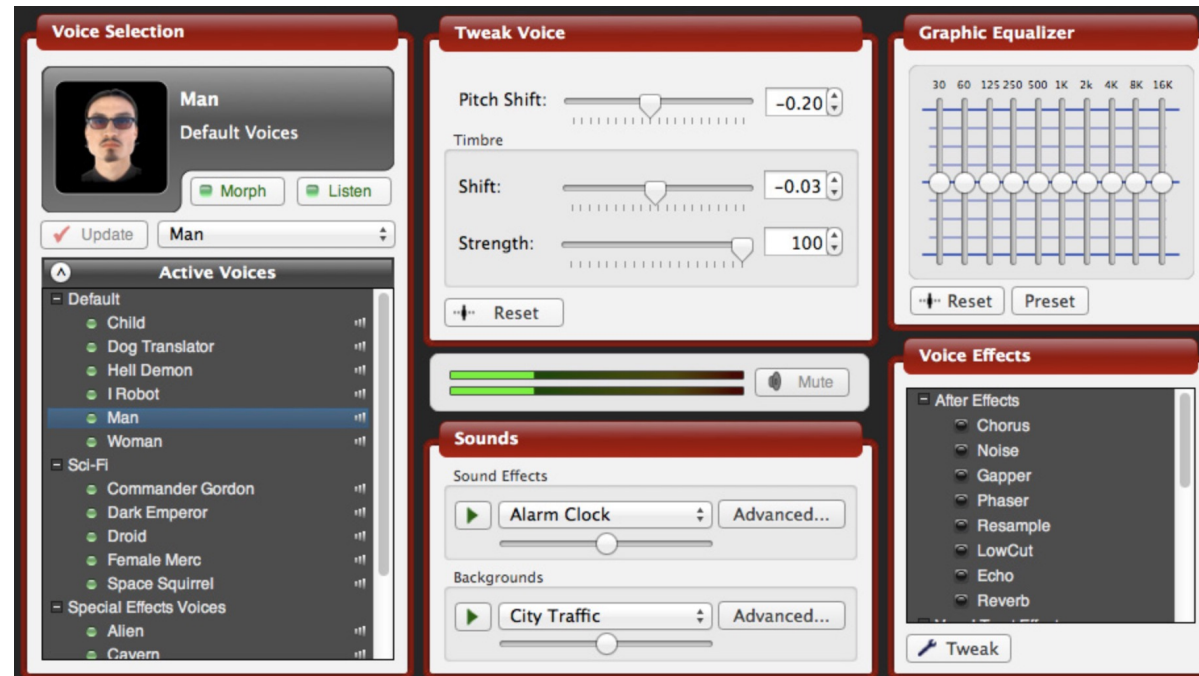 Voice Selection
Man
Default Voices
Morph
Listen
Update
Man
Active Voices
Default
Child
Dog Translator
Hell Demon
I Robot
Man
Woman
Sci-Fi
Commander Gordon
Dark Emperor
Droid
Female Merc
Space Squirrel
Special Effects Voices
Alien
Cavern
Tweak Voice
Pitch Shift: -0.20
Timbre
Shift: -0.03
Strength: 100
Reset
Mute
Sounds
Sound Effects
Alarm Clock Advanced...
Backgrounds
City Traffic Advanced...
Graphic Equalizer
30 60 125 250 500 1K 2k 4K 8K 16K
Reset Preset
Voice Effects
After Effects
Chorus
Noise
Gapper
Phaser
Resample
LowCut
Echo
Reverb
Tweak